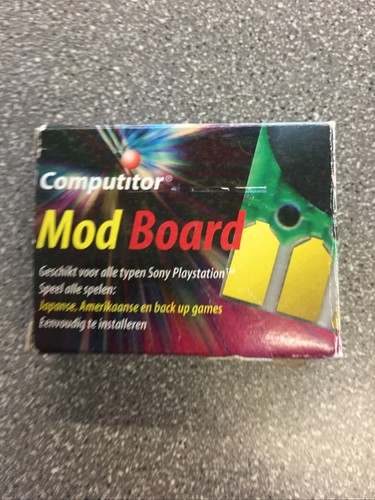 Computitor®
Mod Board
Geschikt voor alle typen Sony Playstation™
Speel alle spelen:
Japanse, Amerikaanse en back up games
Eenvoudig te installeren